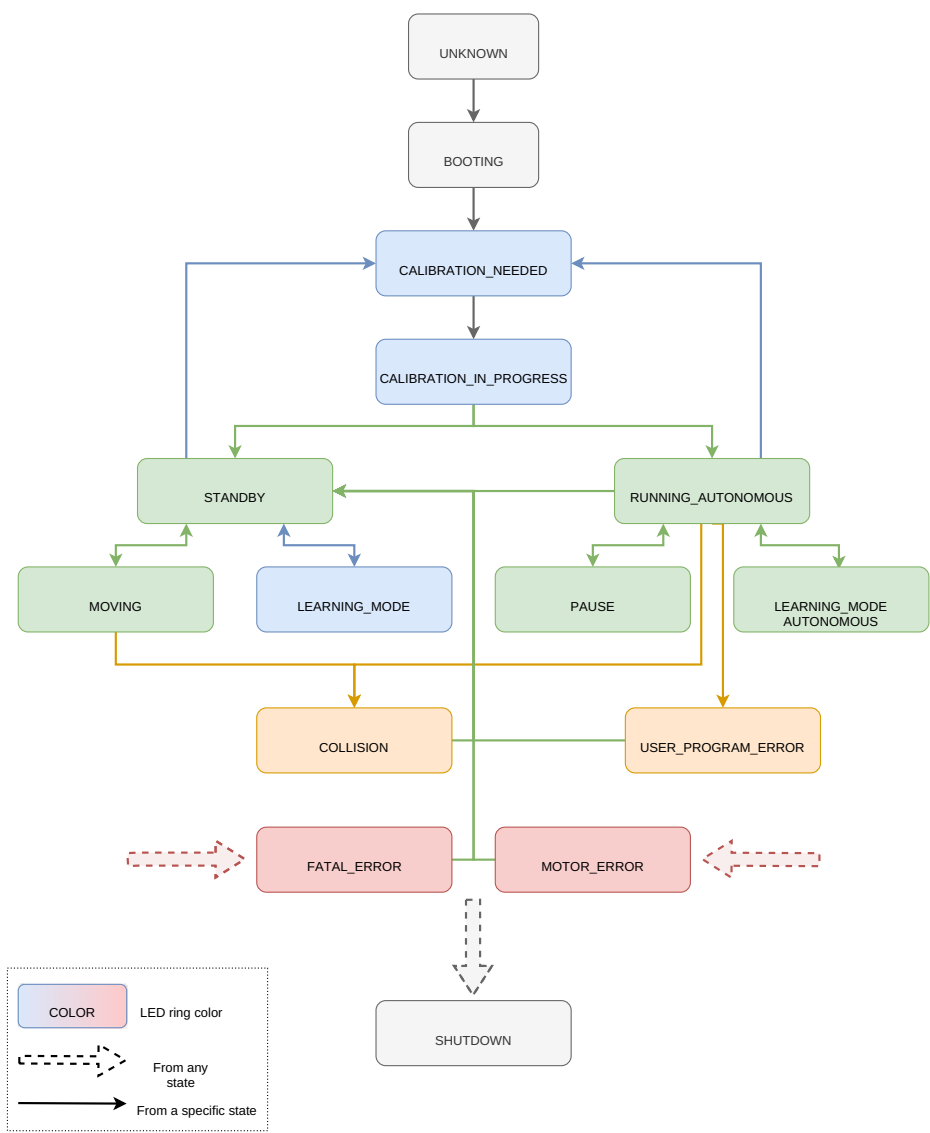 UNKNOWN
BOOTING
CALIBRATION_NEEDED
CALIBRATION_IN_PROGRESS
STANDBY
RUNNING_AUTONOMOUS
MOVING
LEARNING_MODE
PAUSE
LEARNING_MODE
AUTONOMOUS
COLLISION
USER_PROGRAM_ERROR
FATAL_ERROR
MOTOR_ERROR
SHUTDOWN
COLOR
LED ring color
From any
state
From a specific state